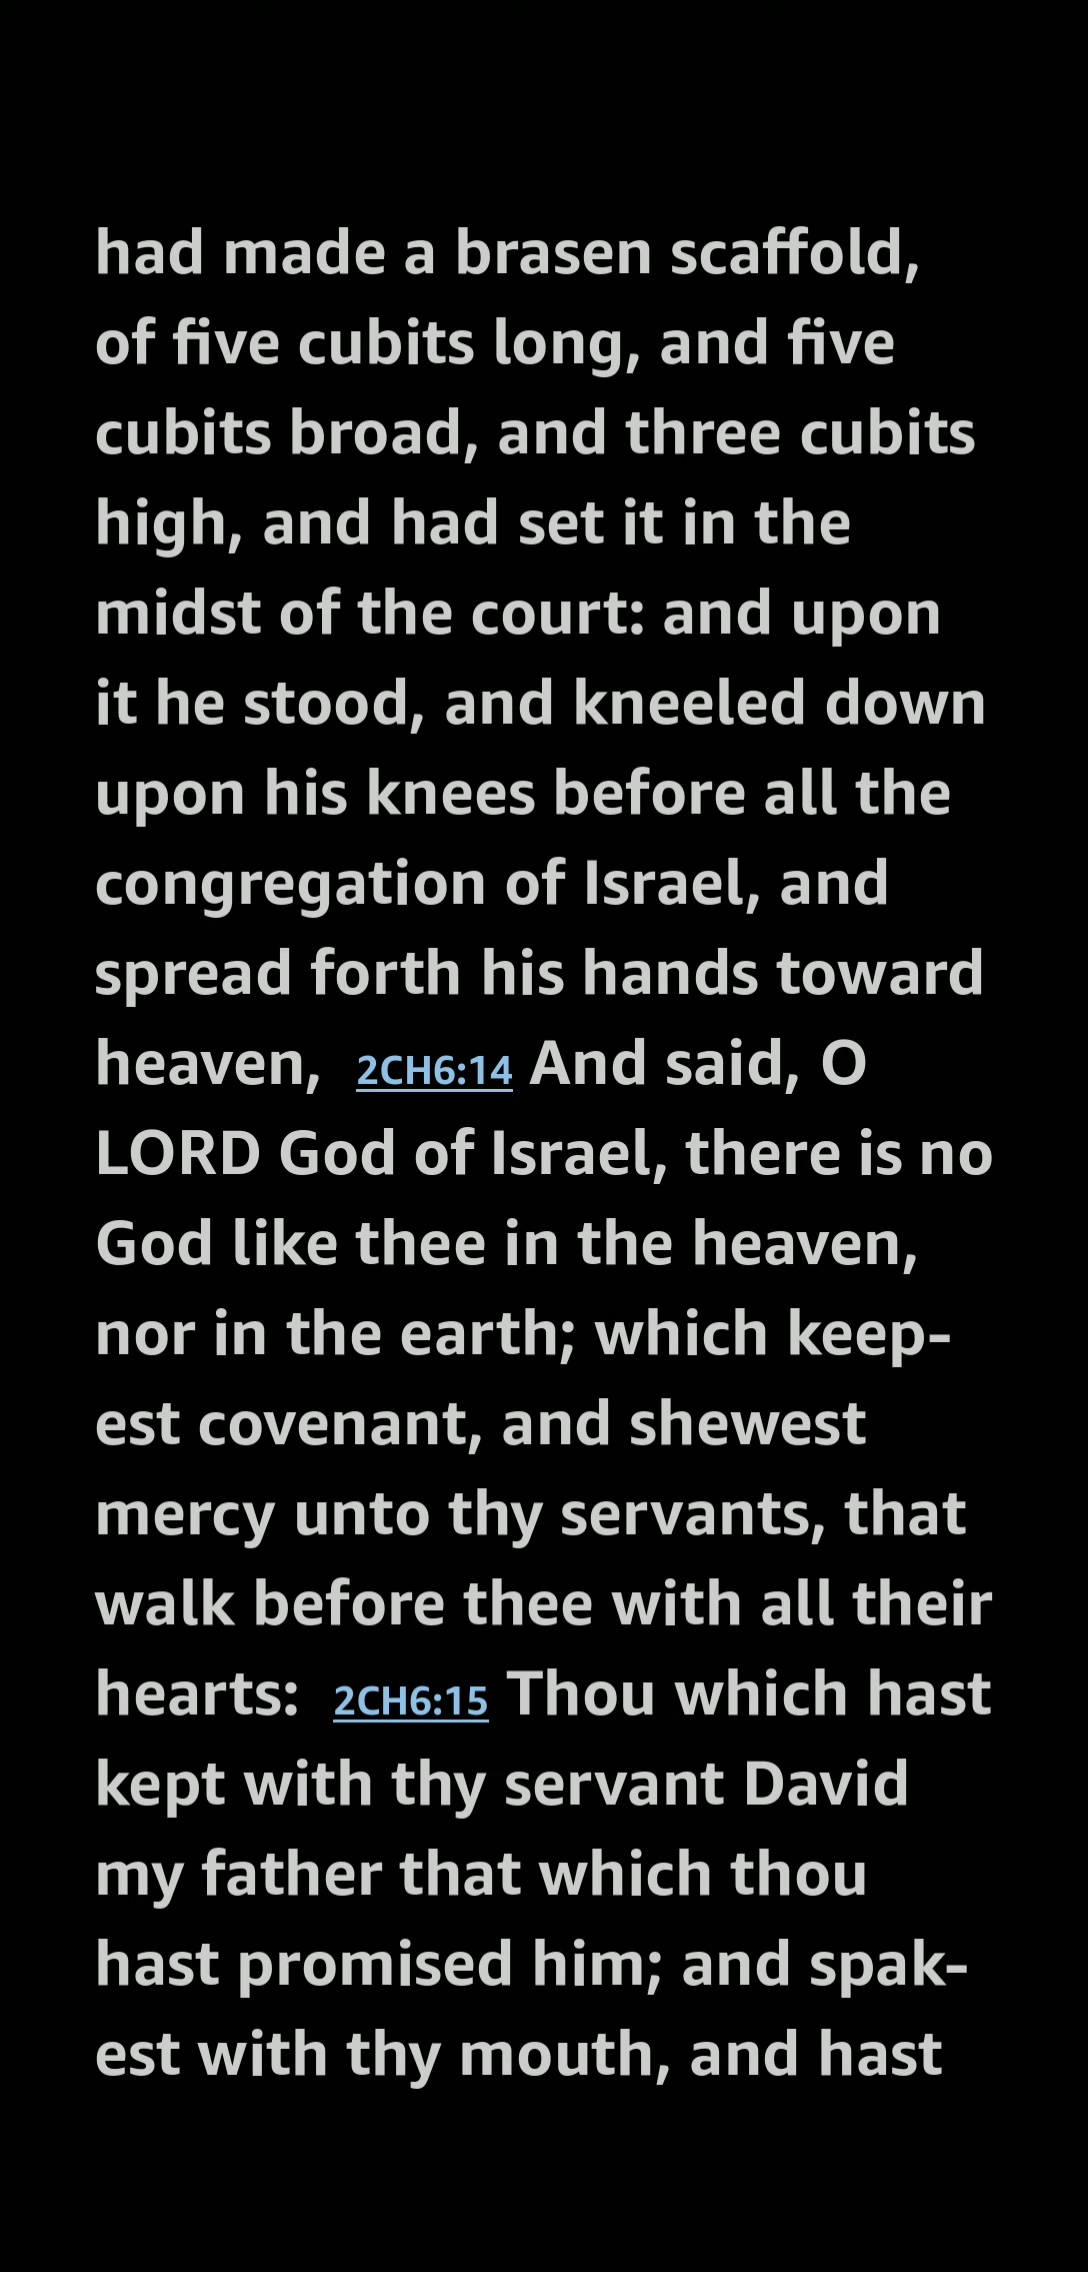 had made a brasen scaffold,
of five cubits long, and five
cubits broad, and three cubits
high, and had set it in the
midst of the court: and upon
it he stood, and kneeled down
upon his knees before all the
congregation of Israel, and
spread forth his hands toward
heaven, 2CH6:14 And said, O
LORD God of Israel, there is no
God like thee in the heaven,
nor in the earth; which keep-
est covenant, and shewest
mercy unto thy servants, that
walk before thee with all their
hearts: 2CH6:15 Thou which hast
kept with thy servant David
my father that which thou
hast promised him; and spak-
est with thy mouth, and hast